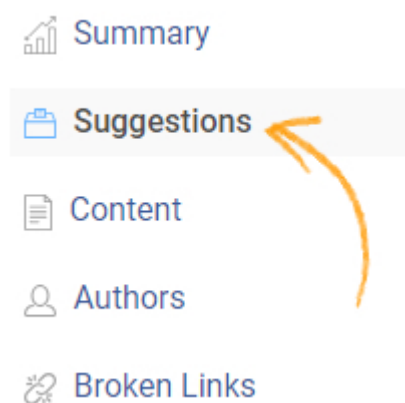 Summary
Suggestions
Content
Authors
Broken Links